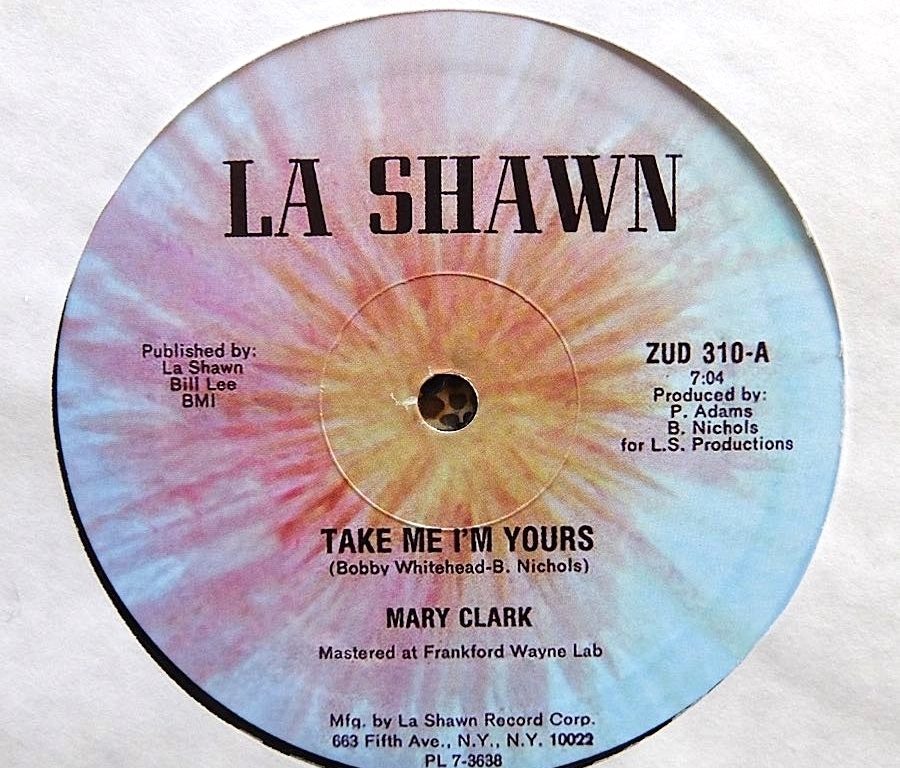 LA SHAWN
Published by:
La Shawn
Bill Lee
BMI
ZUD 310-A
7:04
Produced by:
P. Adams
B. Nichols
for L.S. Productions
TAKE ME I'M YOURS
(Bobby Whitehead-B. Nichols)
MARY CLARK
Mastered at Frankford Wayne Lab
Mfg. by La Shawn Record Corp.
663 Fifth Ave., N.Y., N.Y. 10022
PL 7-3638